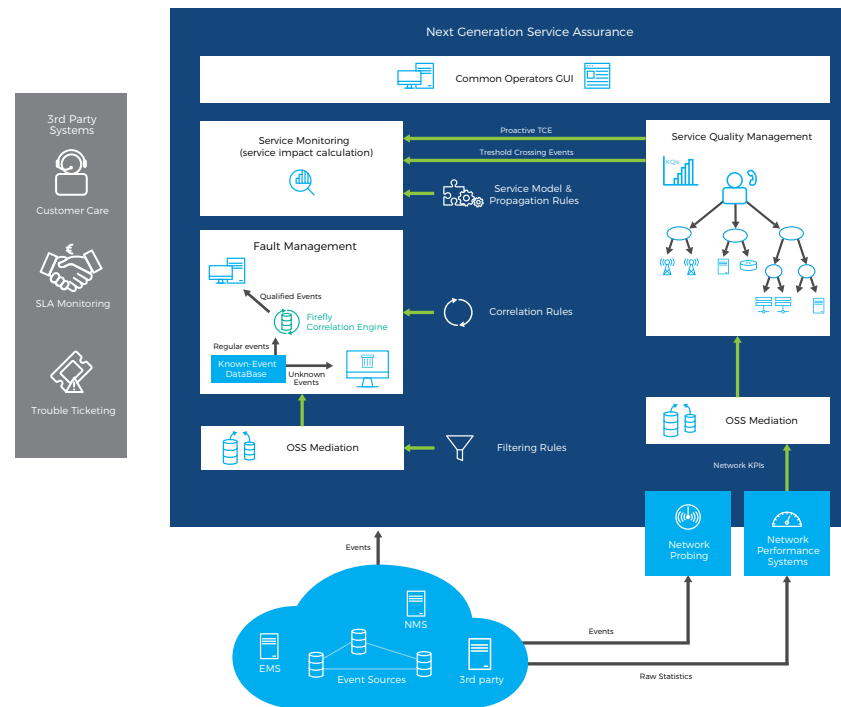 Next Generation Service Assurance
Common Operators GUI
3rd Party
Systems
Customer Care
€
SLA Monitoring
Trouble Ticketing
Service Monitoring
(service impact calculation)
Proactive TCE
Treshold Crossing Events
Service Model &
Propagation Rules
Service Quality Management
KQIs
Fault Management
Qualified Events
Firefly
Correlation Engine
Regular events
Known-Event
DataBase
Unknown
Events
Correlation Rules
OSS Mediation
Filtering Rules
OSS Mediation
Network KPIs
Network
Probing
Network
Performance
Systems
Events
NMS
EMS
Event Sources
3rd party
Events
Raw Statistics